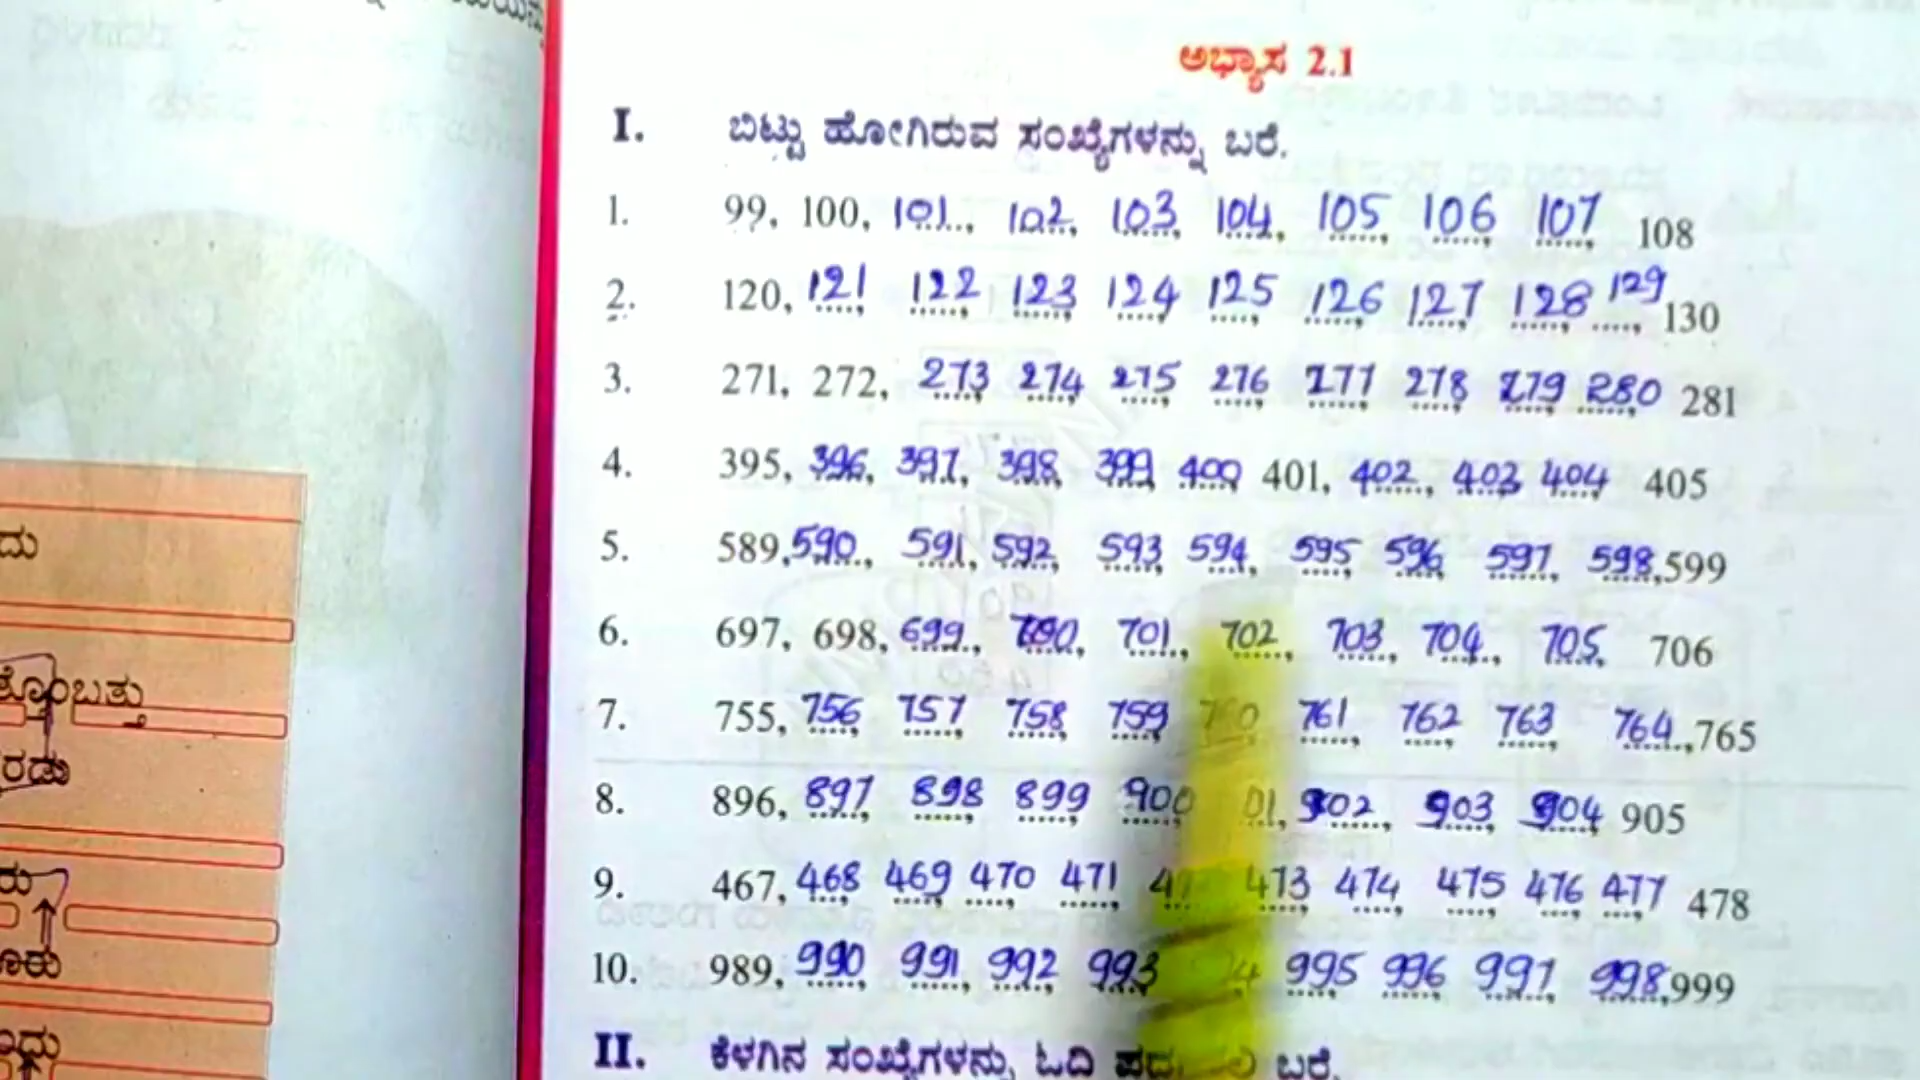 ಅಭ್ಯಾಸ 2.1
I. ಬಿಟ್ಟು ಹೋಗಿರುವ ಸಂಖ್ಯೆಗಳನ್ನು ಬರೆ.
1. 99, 100, 101, 102, 103, 104, 105, 106, 107, 108
2. 120, 121, 122, 123, 124, 125, 126, 127, 128, 129, 130
3. 271, 272, 273, 274, 275, 276, 277, 278, 279, 280, 281
4. 395, 396, 397, 398, 399, 400, 401, 402, 403, 404, 405
5. 589, 590, 591, 592, 593, 594, 595, 596, 597, 598, 599
6. 697, 698, 699, 700, 701, 702, 703, 704, 705, 706
7. 755, 756, 757, 758, 759, 760, 761, 762, 763, 764, 765
8. 896, 897, 898, 899, 900, 902, 903, 904, 905
9. 467, 468, 469, 470, 471, 473, 474, 475, 476, 477, 478
10. 989, 990, 991, 992, 993, 995, 996, 997, 998, 999
II. ಕೆಳಗಿನ ಸಂಖ್ಯೆಗಳನ್ನು ಓದಿ ಬರೆ.